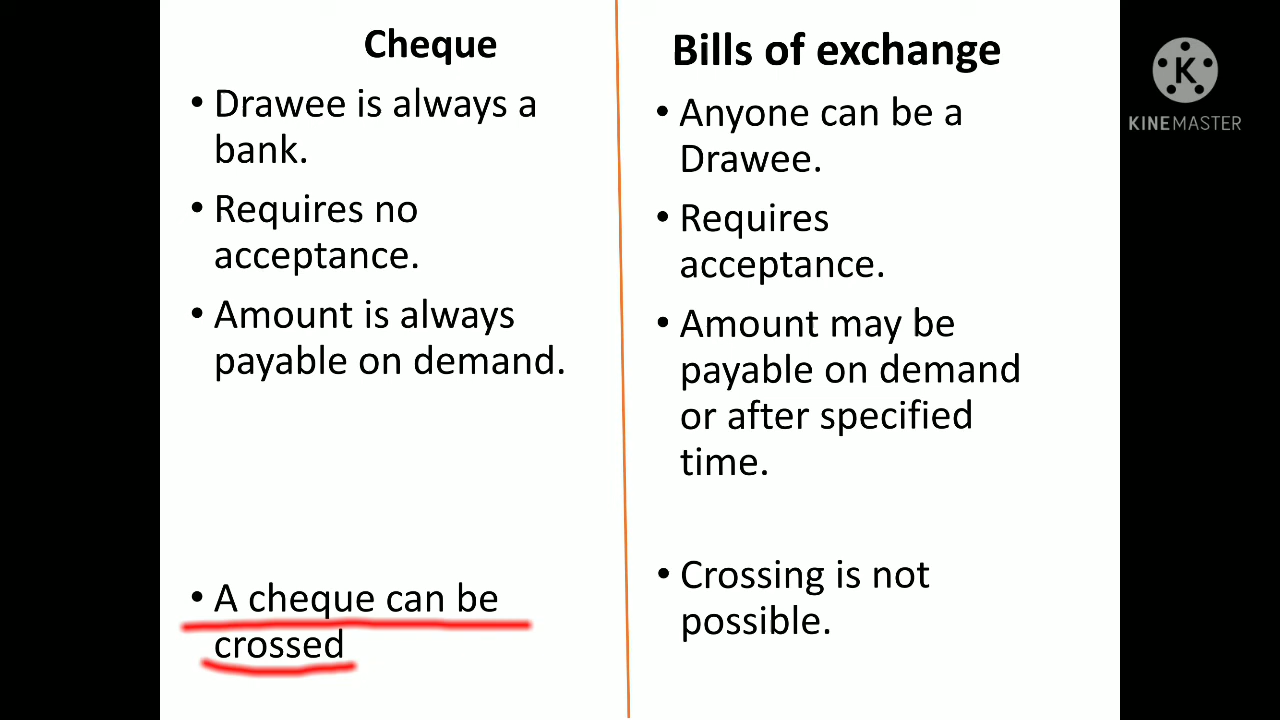 Cheque
• Drawee is always a
bank.
• Requires no
acceptance.
• Amount is always
payable on demand.
• A cheque can be
crossed
Bills of exchange
• Anyone can be a
Drawee.
• Requires
acceptance.
• Amount may be
payable on demand
or after specified
time.
• Crossing is not
possible.
K
KINEMASTER